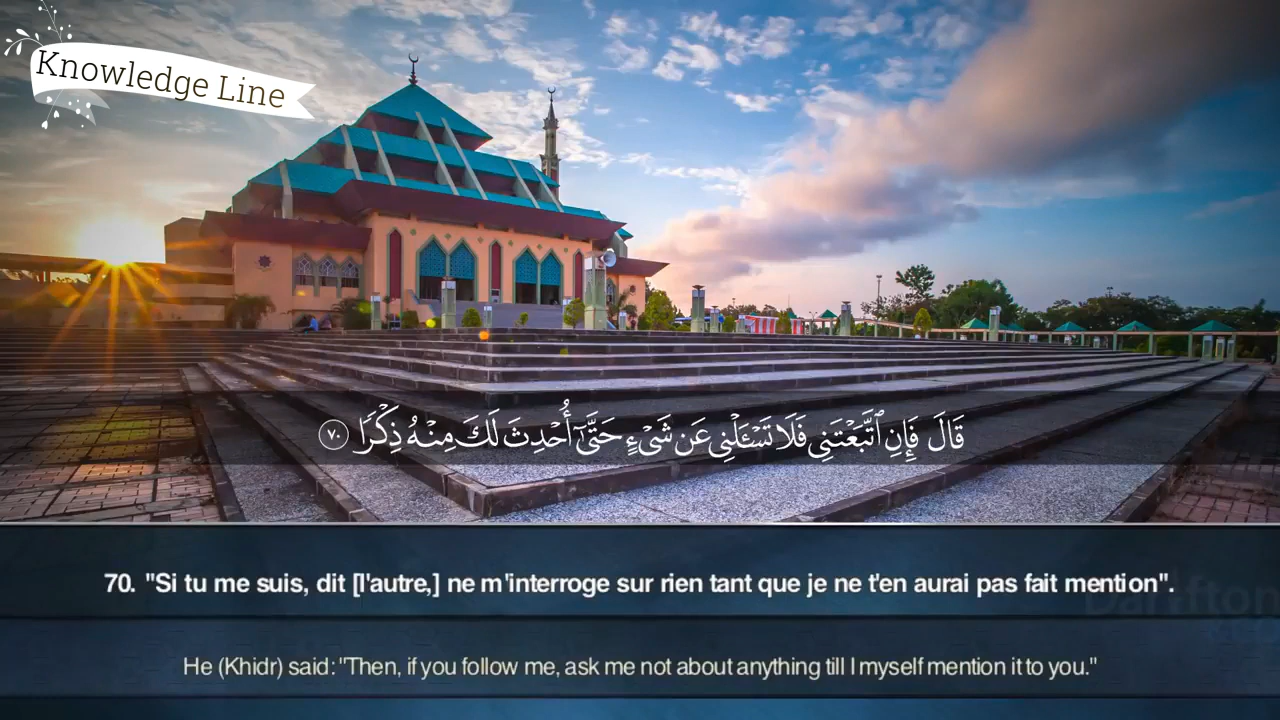 Knowledge Line
قَالَ فَإِنِ ٱتَّبَعْتَنِى فَلَا تَسْـَٔلْنِى عَن شَىْءٍ حَتَّىٰٓ أُحْدِثَ لَكَ مِنْهُ ذِكْرًا ٧٠
70. "Si tu me suis, dit [l'autre,] ne m'interroge sur rien tant que je ne t'en aurai pas fait mention".
He (Khidr) said: "Then, if you follow me, ask me not about anything till I myself mention it to you."